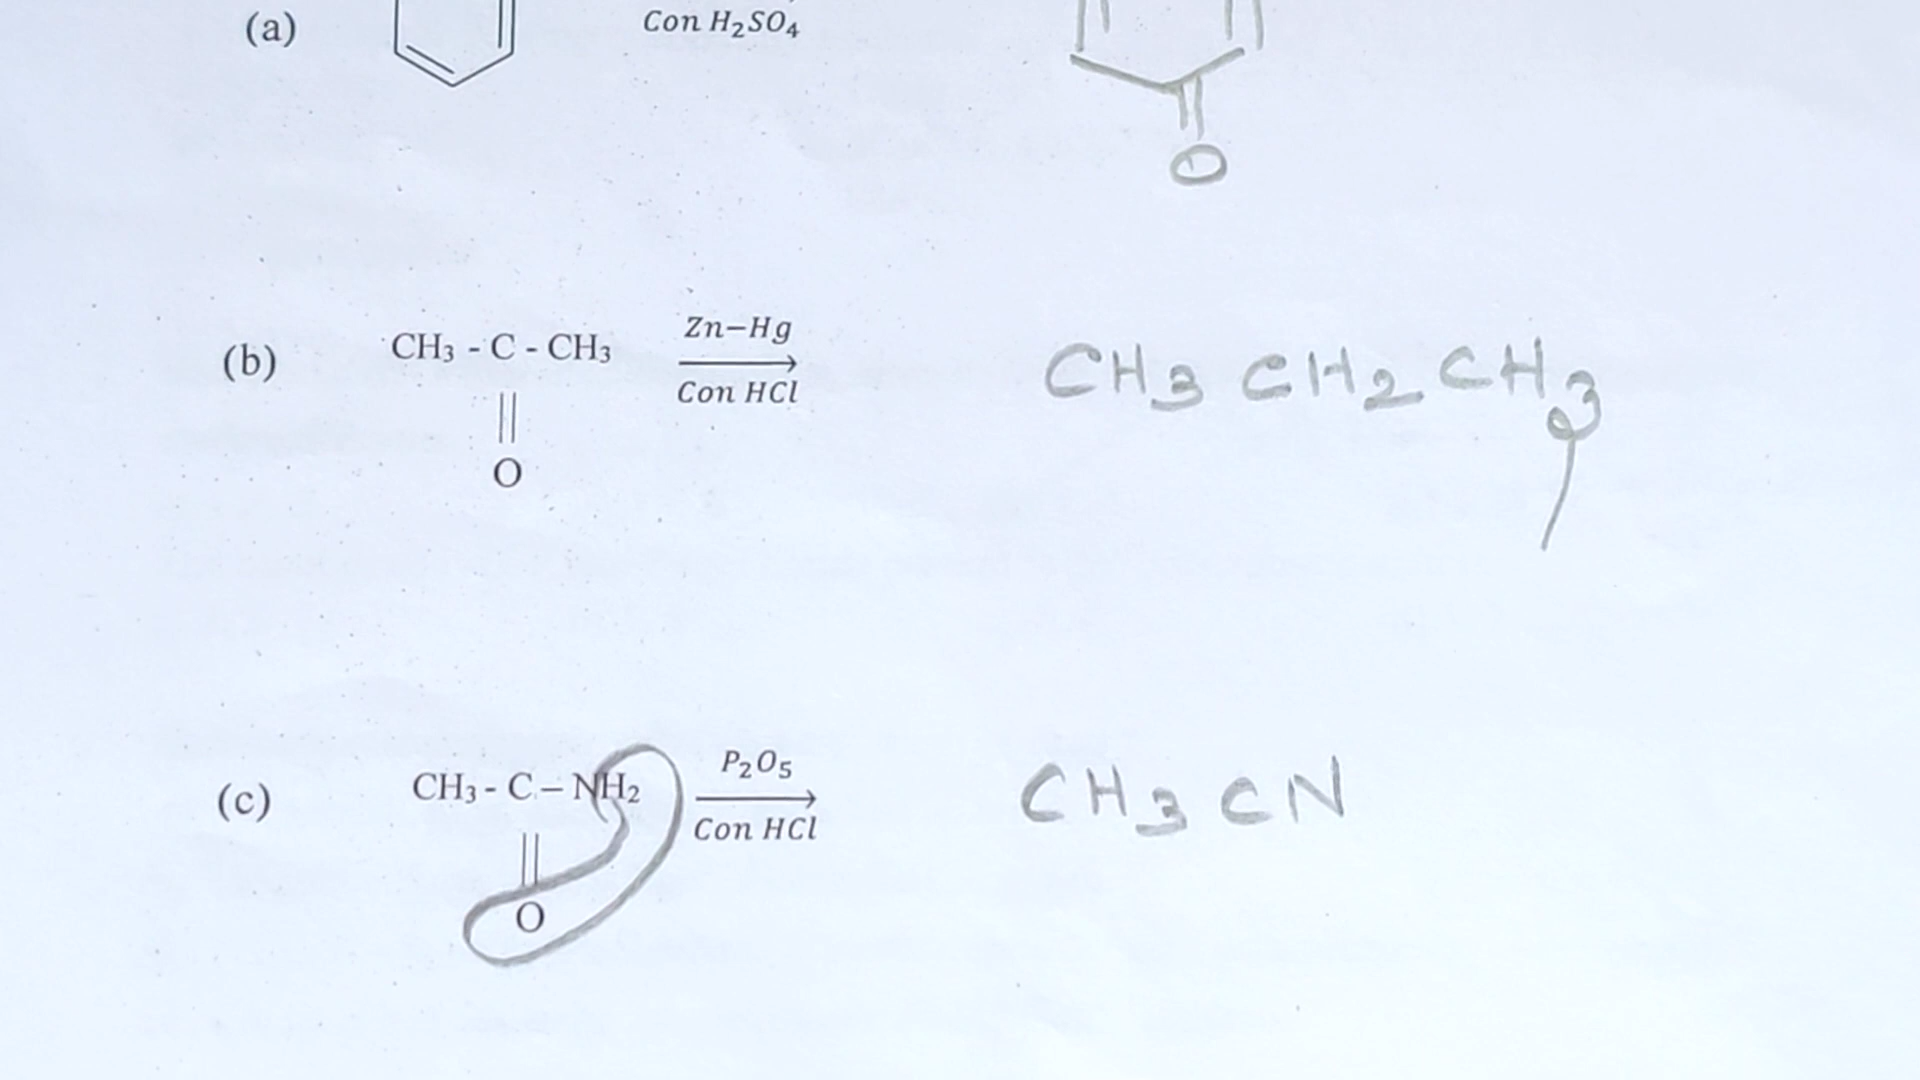 (a) Con H₂SO₄
O
(b) CH₃ - C - CH₃ Zn−Hg Con HCl CH₃ CH₂ CH₃
O
(c) CH₃ - C – NH₂ P₂O₅ Con HCl CH₃ CN
O